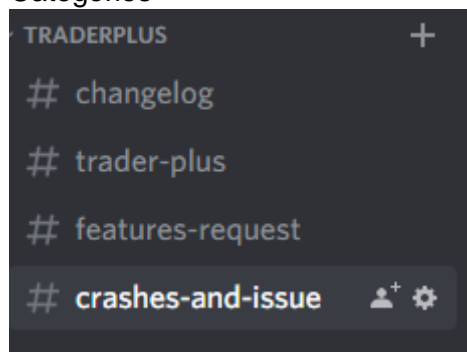 TRADERPLUS +
# changelog
# trader-plus
# features-request
# crashes-and-issue